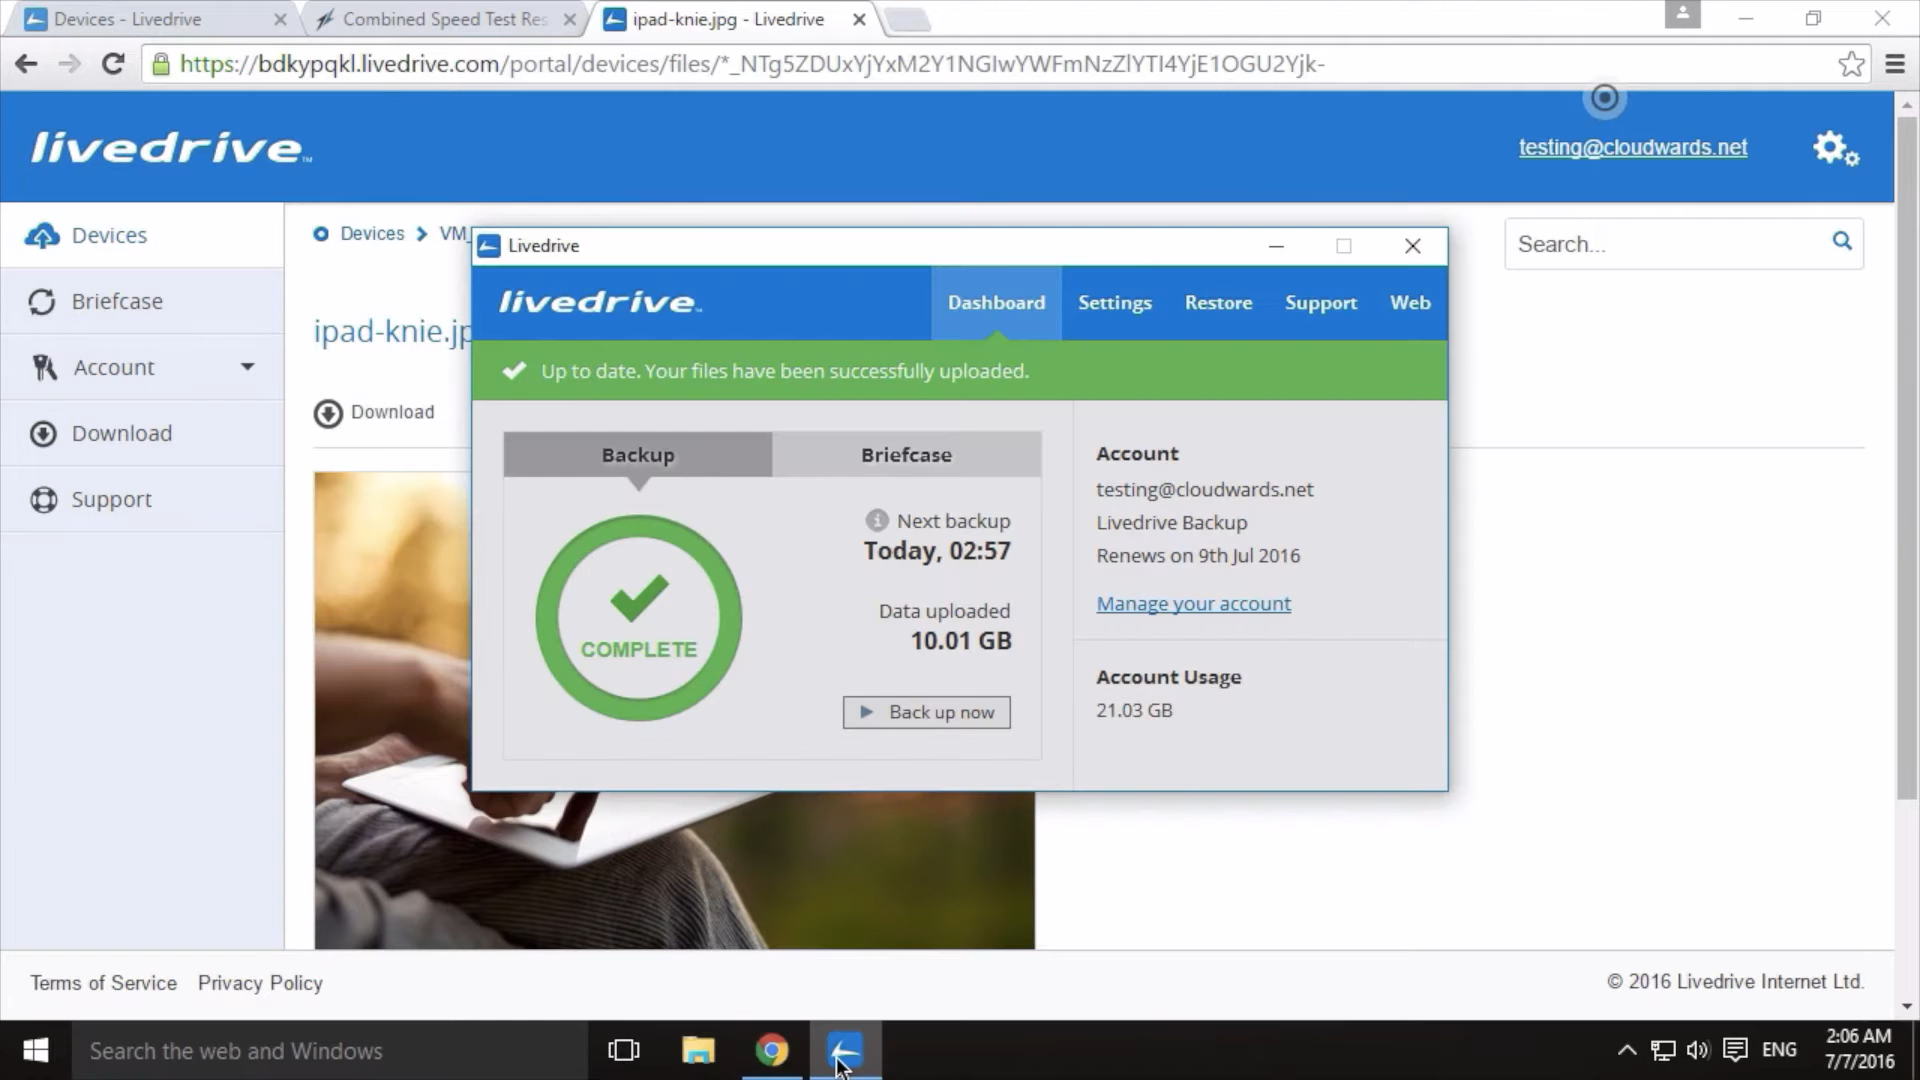 Devices - Livedrive
Combined Speed Test Res
ipad-knie.jpg - Livedrive
https://bdkypqkl.livedrive.com/portal/devices/files/*_NTg5ZDUxYjYxM2Y1NGIwYWFmNzZlYTI4YjE1OGU2Yjk-
livedrive™
testing@cloudwards.net
Devices
Briefcase
Account
Download
Support
Devices
VM_
Search...
ipad-knie.jp
Download
Livedrive
livedrive™
Dashboard
Settings
Restore
Support
Web
Up to date. Your files have been successfully uploaded.
Backup
Briefcase
COMPLETE
Next backup
Today, 02:57
Data uploaded
10.01 GB
Back up now
Account
testing@cloudwards.net
Livedrive Backup
Renews on 9th Jul 2016
Manage your account
Account Usage
21.03 GB
Terms of Service
Privacy Policy
© 2016 Livedrive Internet Ltd.
Search the web and Windows
ENG
2:06 AM
7/7/2016